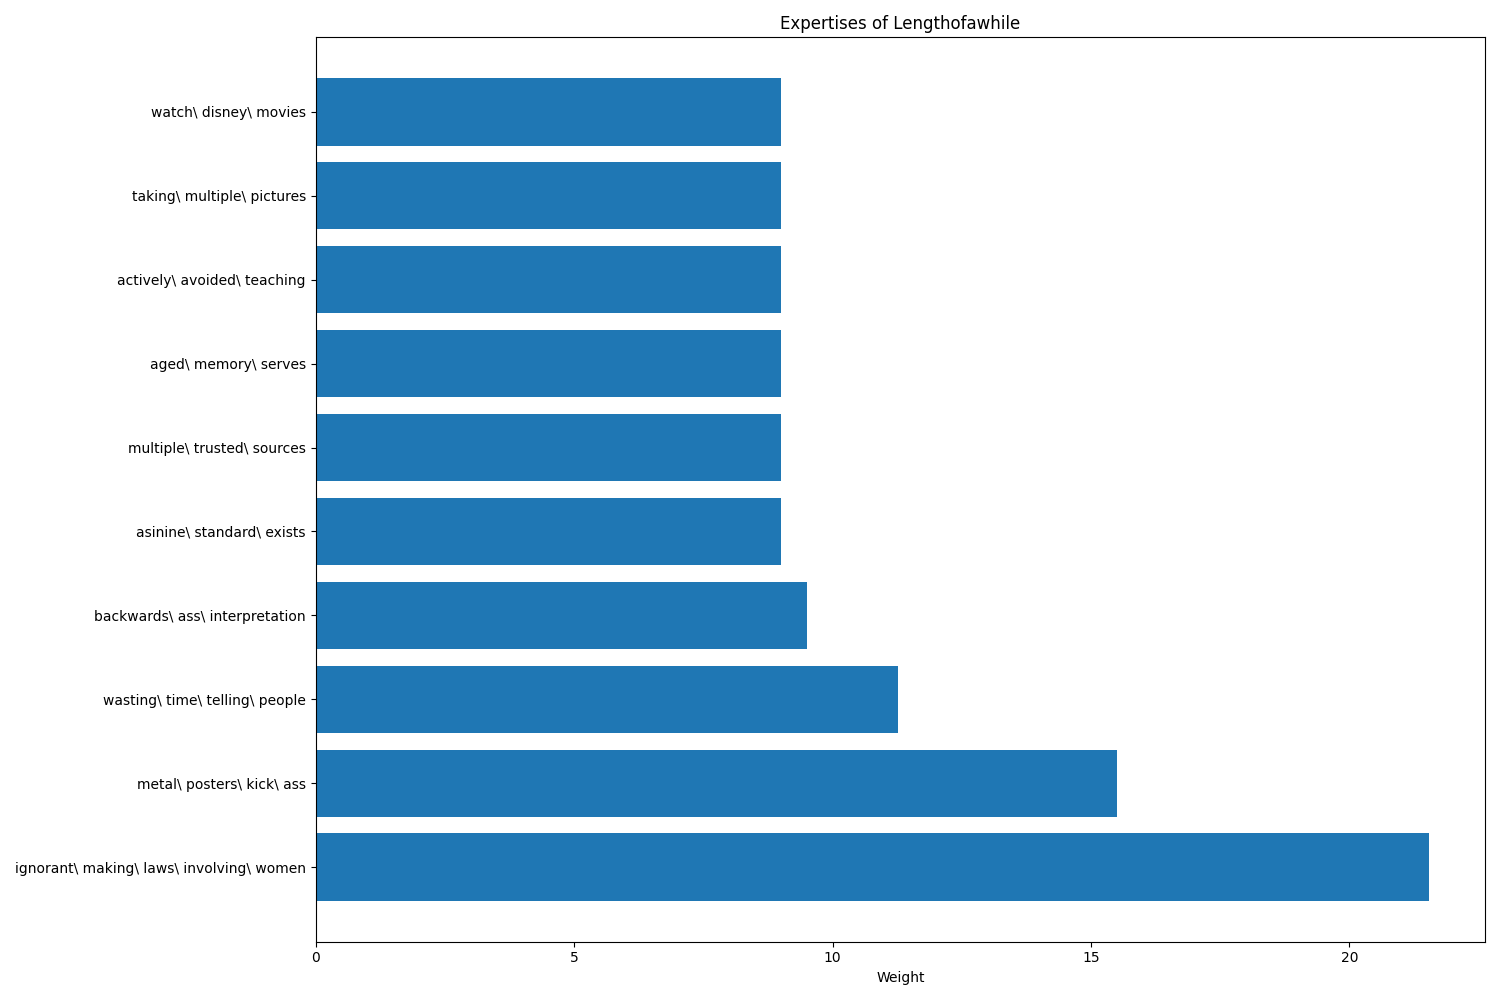 Expertises of Lengthofawhile
watch\ disney\ movies
taking\ multiple\ pictures
actively\ avoided\ teaching
aged\ memory\ serves
multiple\ trusted\ sources
asinine\ standard\ exists
backwards\ ass\ interpretation
wasting\ time\ telling\ people
metal\ posters\ kick\ ass
ignorant\ making\ laws\ involving\ women
0 5 10 15 20
Weight